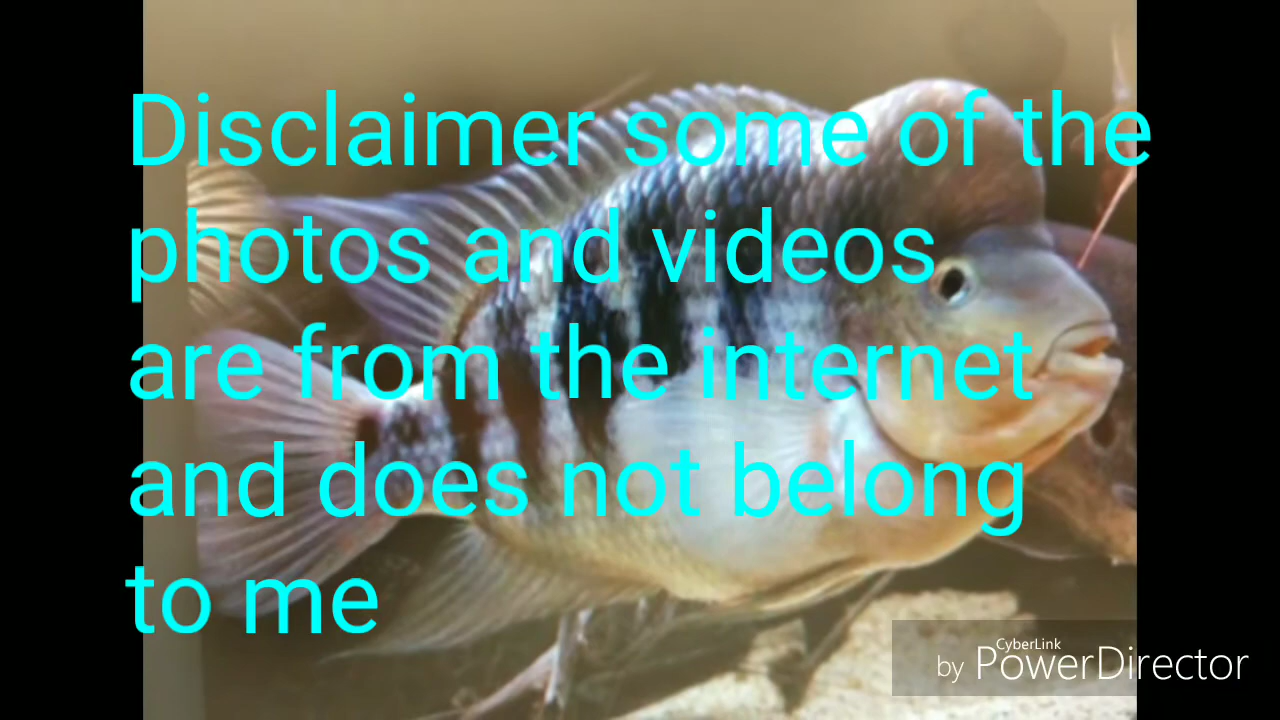 Disclaimer some of the
photos and videos
are from the internet
and does not belong
to me
CyberLink
by PowerDirector